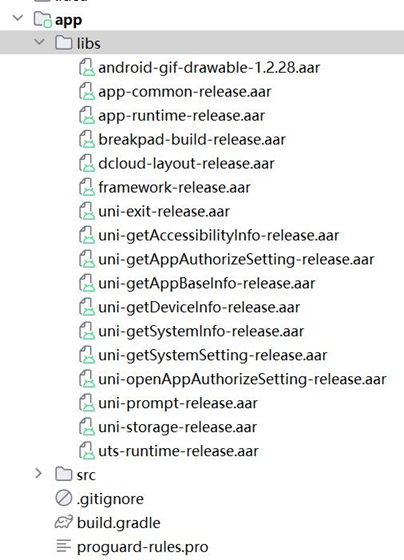 app
libs
android-gif-drawable-1.2.28.aar
app-common-release.aar
app-runtime-release.aar
breakpad-build-release.aar
dcloud-layout-release.aar
framework-release.aar
uni-exit-release.aar
uni-getAccessibilityInfo-release.aar
uni-getAppAuthorizeSetting-release.aar
uni-getAppBaseInfo-release.aar
uni-getDeviceInfo-release.aar
uni-getSystemInfo-release.aar
uni-getSystemSetting-release.aar
uni-openAppAuthorizeSetting-release.aar
uni-prompt-release.aar
uni-storage-release.aar
uts-runtime-release.aar
src
.gitignore
build.gradle
proguard-rules.pro